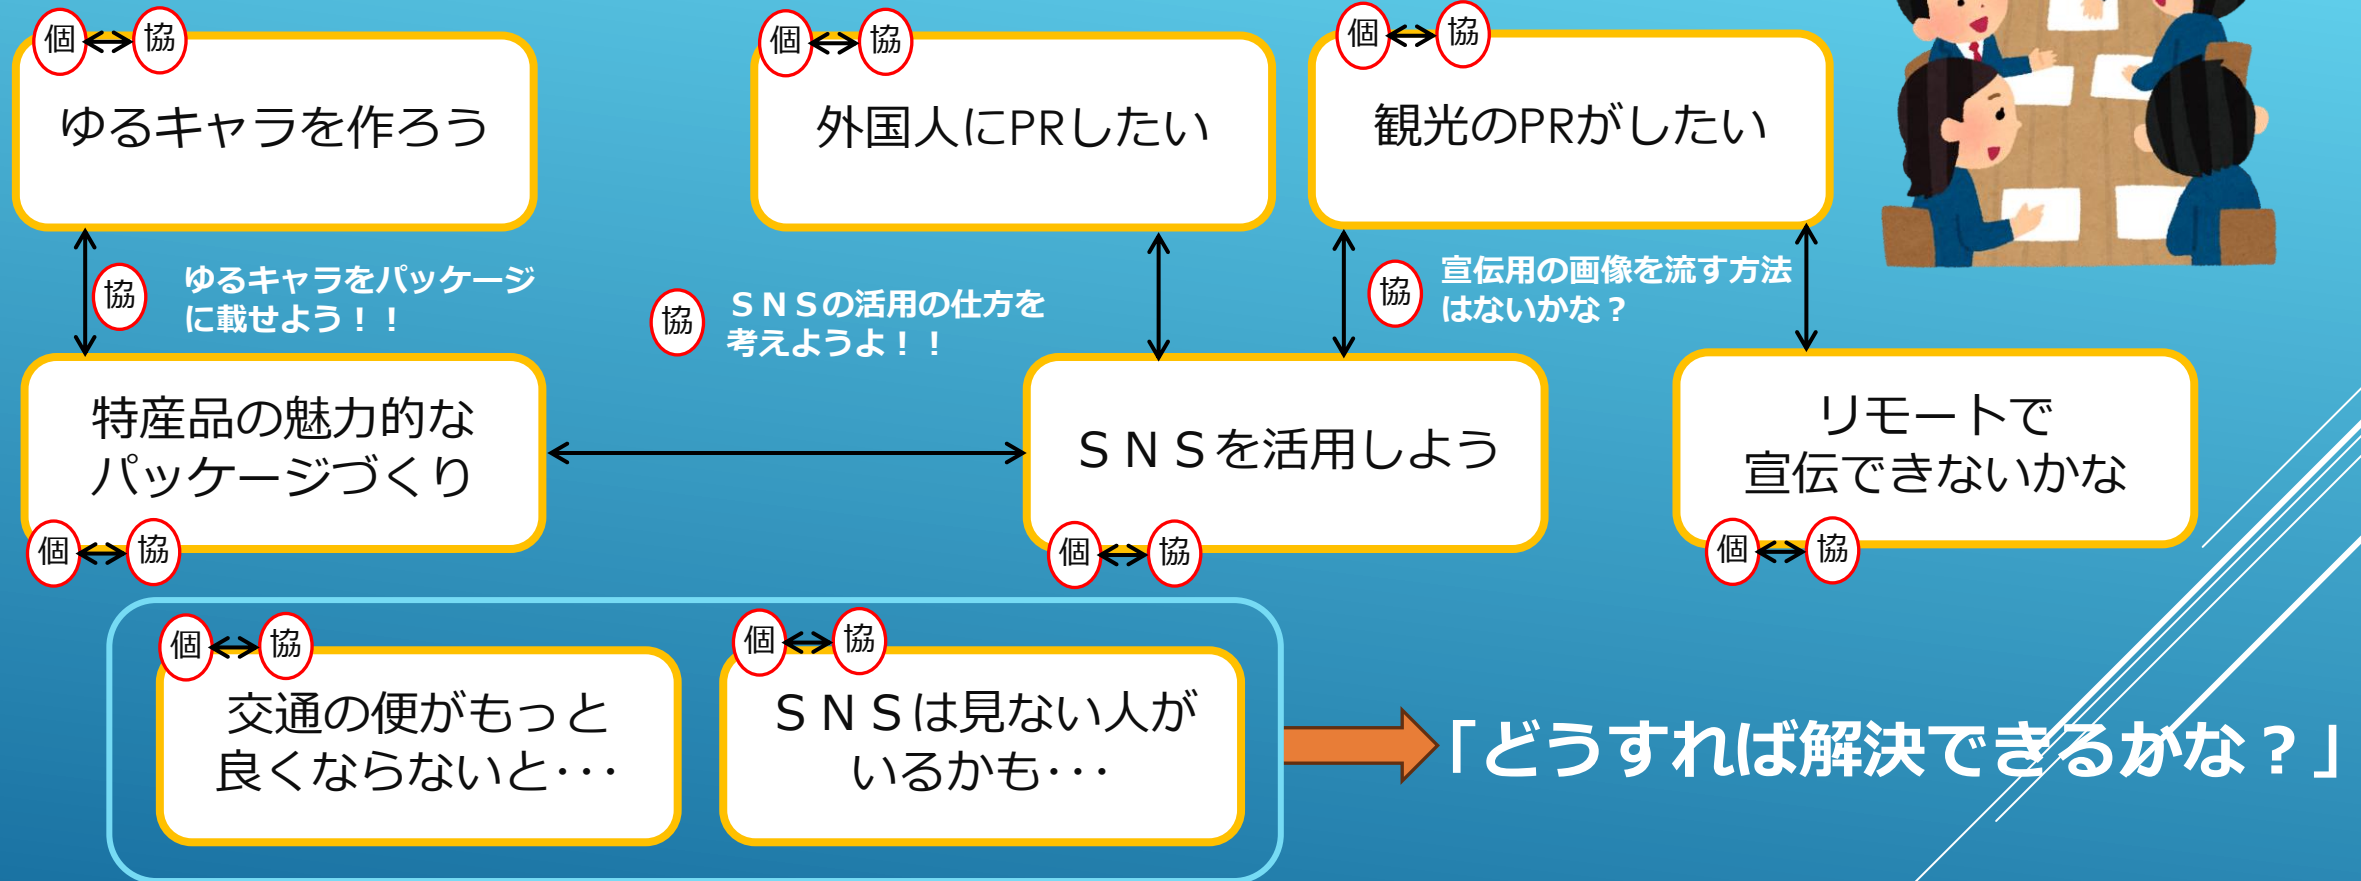 個 協
ゆるキャラを作ろう
個 協
外国人にPRしたい
個 協
観光のPRがしたい
協
ゆるキャラをパッケージ
に載せよう！！
協
ＳＮＳの活用の仕方を
考えようよ！！
協
宣伝用の画像を流す方法
はないかな？
特産品の魅力的な
パッケージづくり
個 協
ＳＮＳを活用しよう
個 協
リモートで
宣伝できないかな
個 協
個 協
交通の便がもっと
良くならないと･･･
個 協
ＳＮＳは見ない人が
いるかも･･･
「どうすれば解決できるかな？」